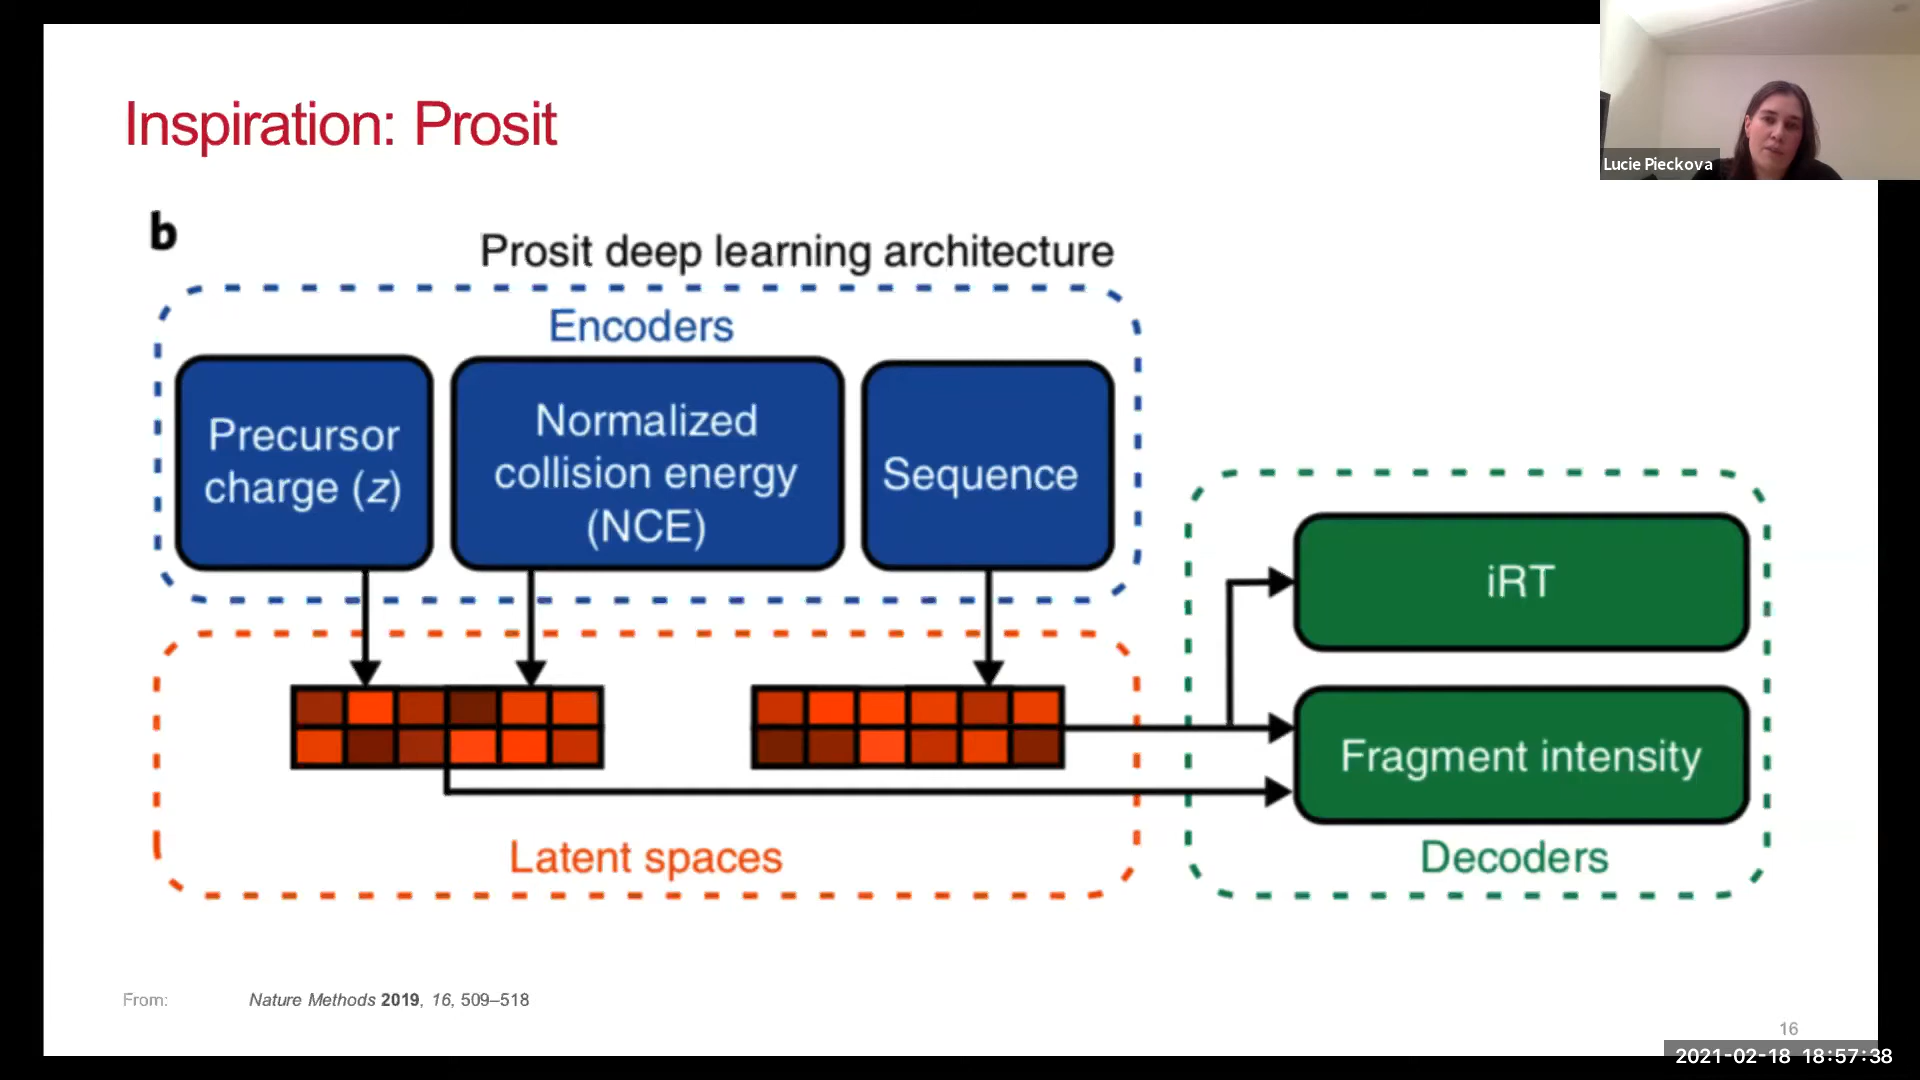 Inspiration: Prosit
Lucie Pieckova
b
Prosit deep learning architecture
Encoders
Precursor
charge (z)
Normalized
collision energy
(NCE)
Sequence
iRT
Fragment intensity
Latent spaces
Decoders
From: Nature Methods 2019, 16, 509–518
16
2021-02-18 18:57:38